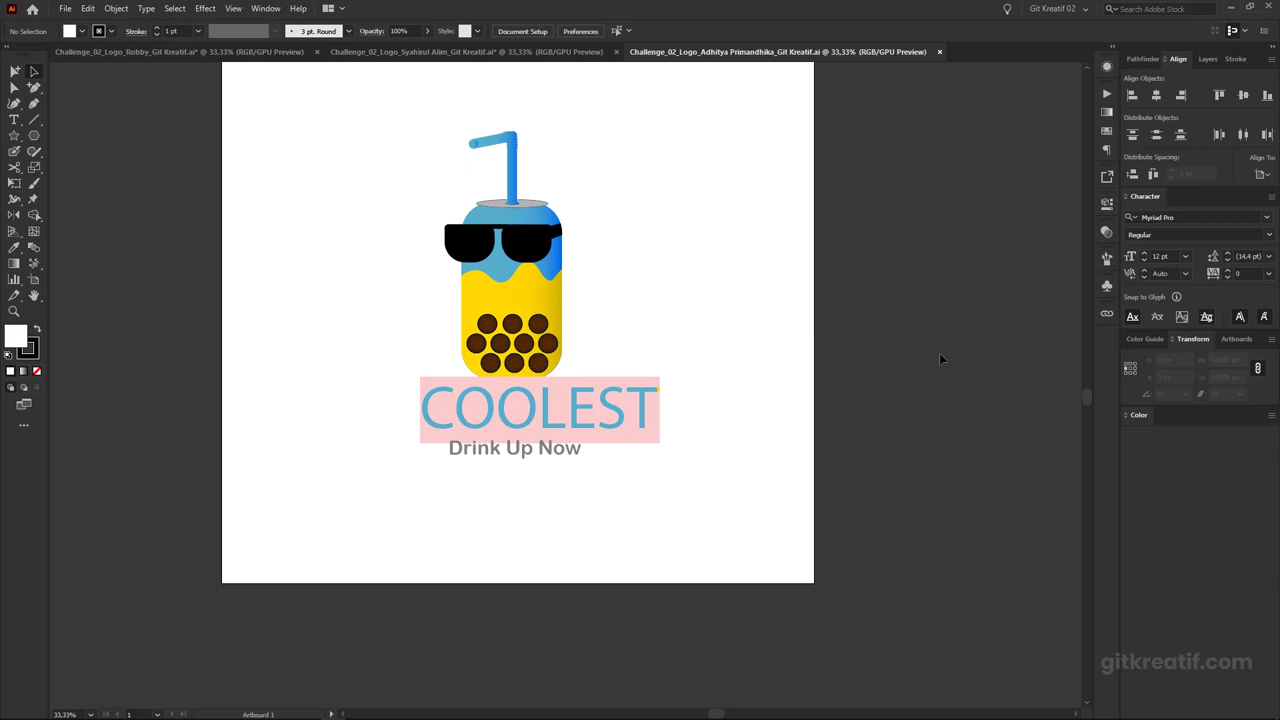 Ai File Edit Object Type Select Effect View Window Help Git Kreatif 02 Search Adobe Stock
No Selection Stroke: 1 pt 3 pt. Round Opacity: 100% Style: Document Setup Preferences
Challenge_02_Logo_Robby_Git Kreatif.ai* @ 33,33% (RGB/GPU Preview) × Challenge_02_Logo_Syahirul Alim_Git Kreatif.ai* @ 33,33% (RGB/GPU Preview) × Challenge_02_Logo_Adhitya Primandhika_Git Kreatif.ai @ 33,33% (RGB/GPU Preview) ×
Pathfinder Align Layers Stroke
Align Objects:
Distribute Objects:
Distribute Spacing: Align To:
0 px
Character
Myriad Pro
Regular
12 pt (14,4 pt)
Auto 0
Snap to Glyph
Color Guide Transform Artboards
Color
COOLEST
Drink Up Now
gitkreatif.com
33,33% 1 Artboard 1